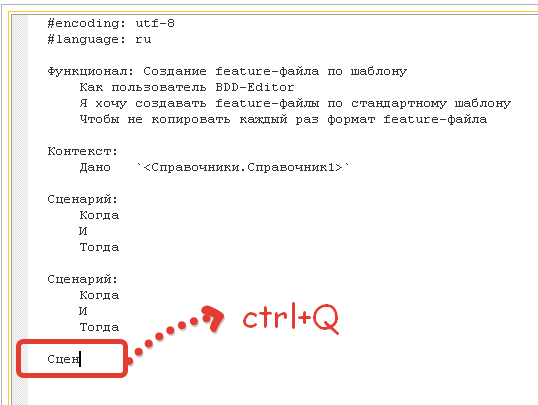 #encoding: utf-8
#language: ru
Функционал: Создание feature-файла по шаблону
Как пользователь BDD-Editor
Я хочу создавать feature-файлы по стандартному шаблону
Чтобы не копировать каждый раз формат feature-файла
Контекст:
Дано `<Справочники.Справочник1>`
Сценарий:
Когда
И
Тогда
Сценарий:
Когда
И
Тогда
ctrl+Q
Сцен